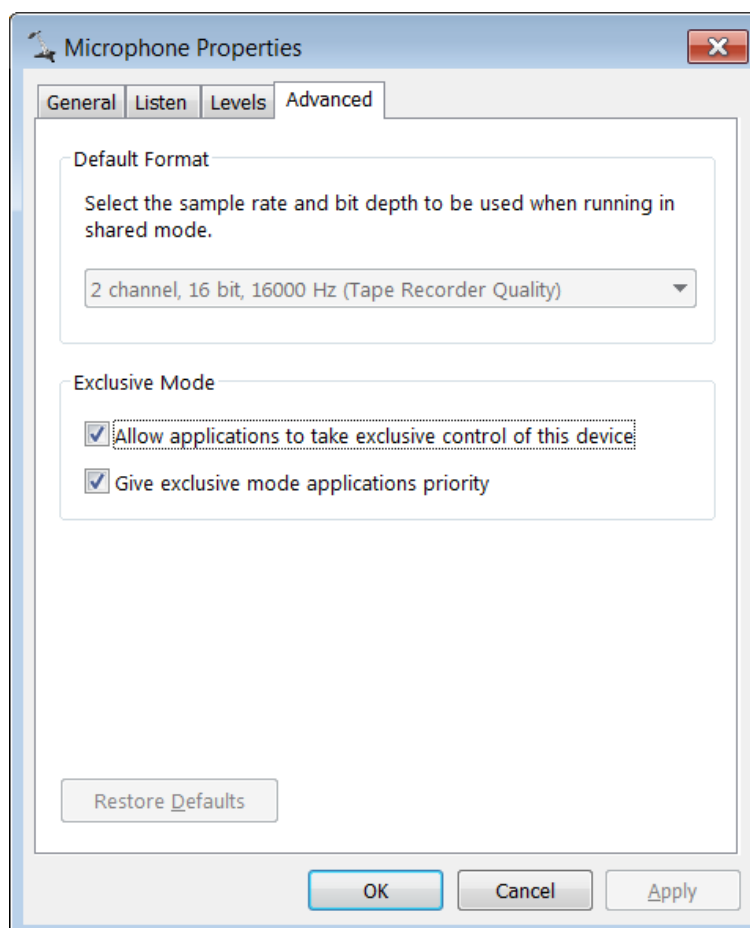 Microphone Properties
General Listen Levels Advanced
Default Format
Select the sample rate and bit depth to be used when running in
shared mode.
2 channel, 16 bit, 16000 Hz (Tape Recorder Quality)
Exclusive Mode
Allow applications to take exclusive control of this device
Give exclusive mode applications priority
Restore Defaults
OK Cancel Apply